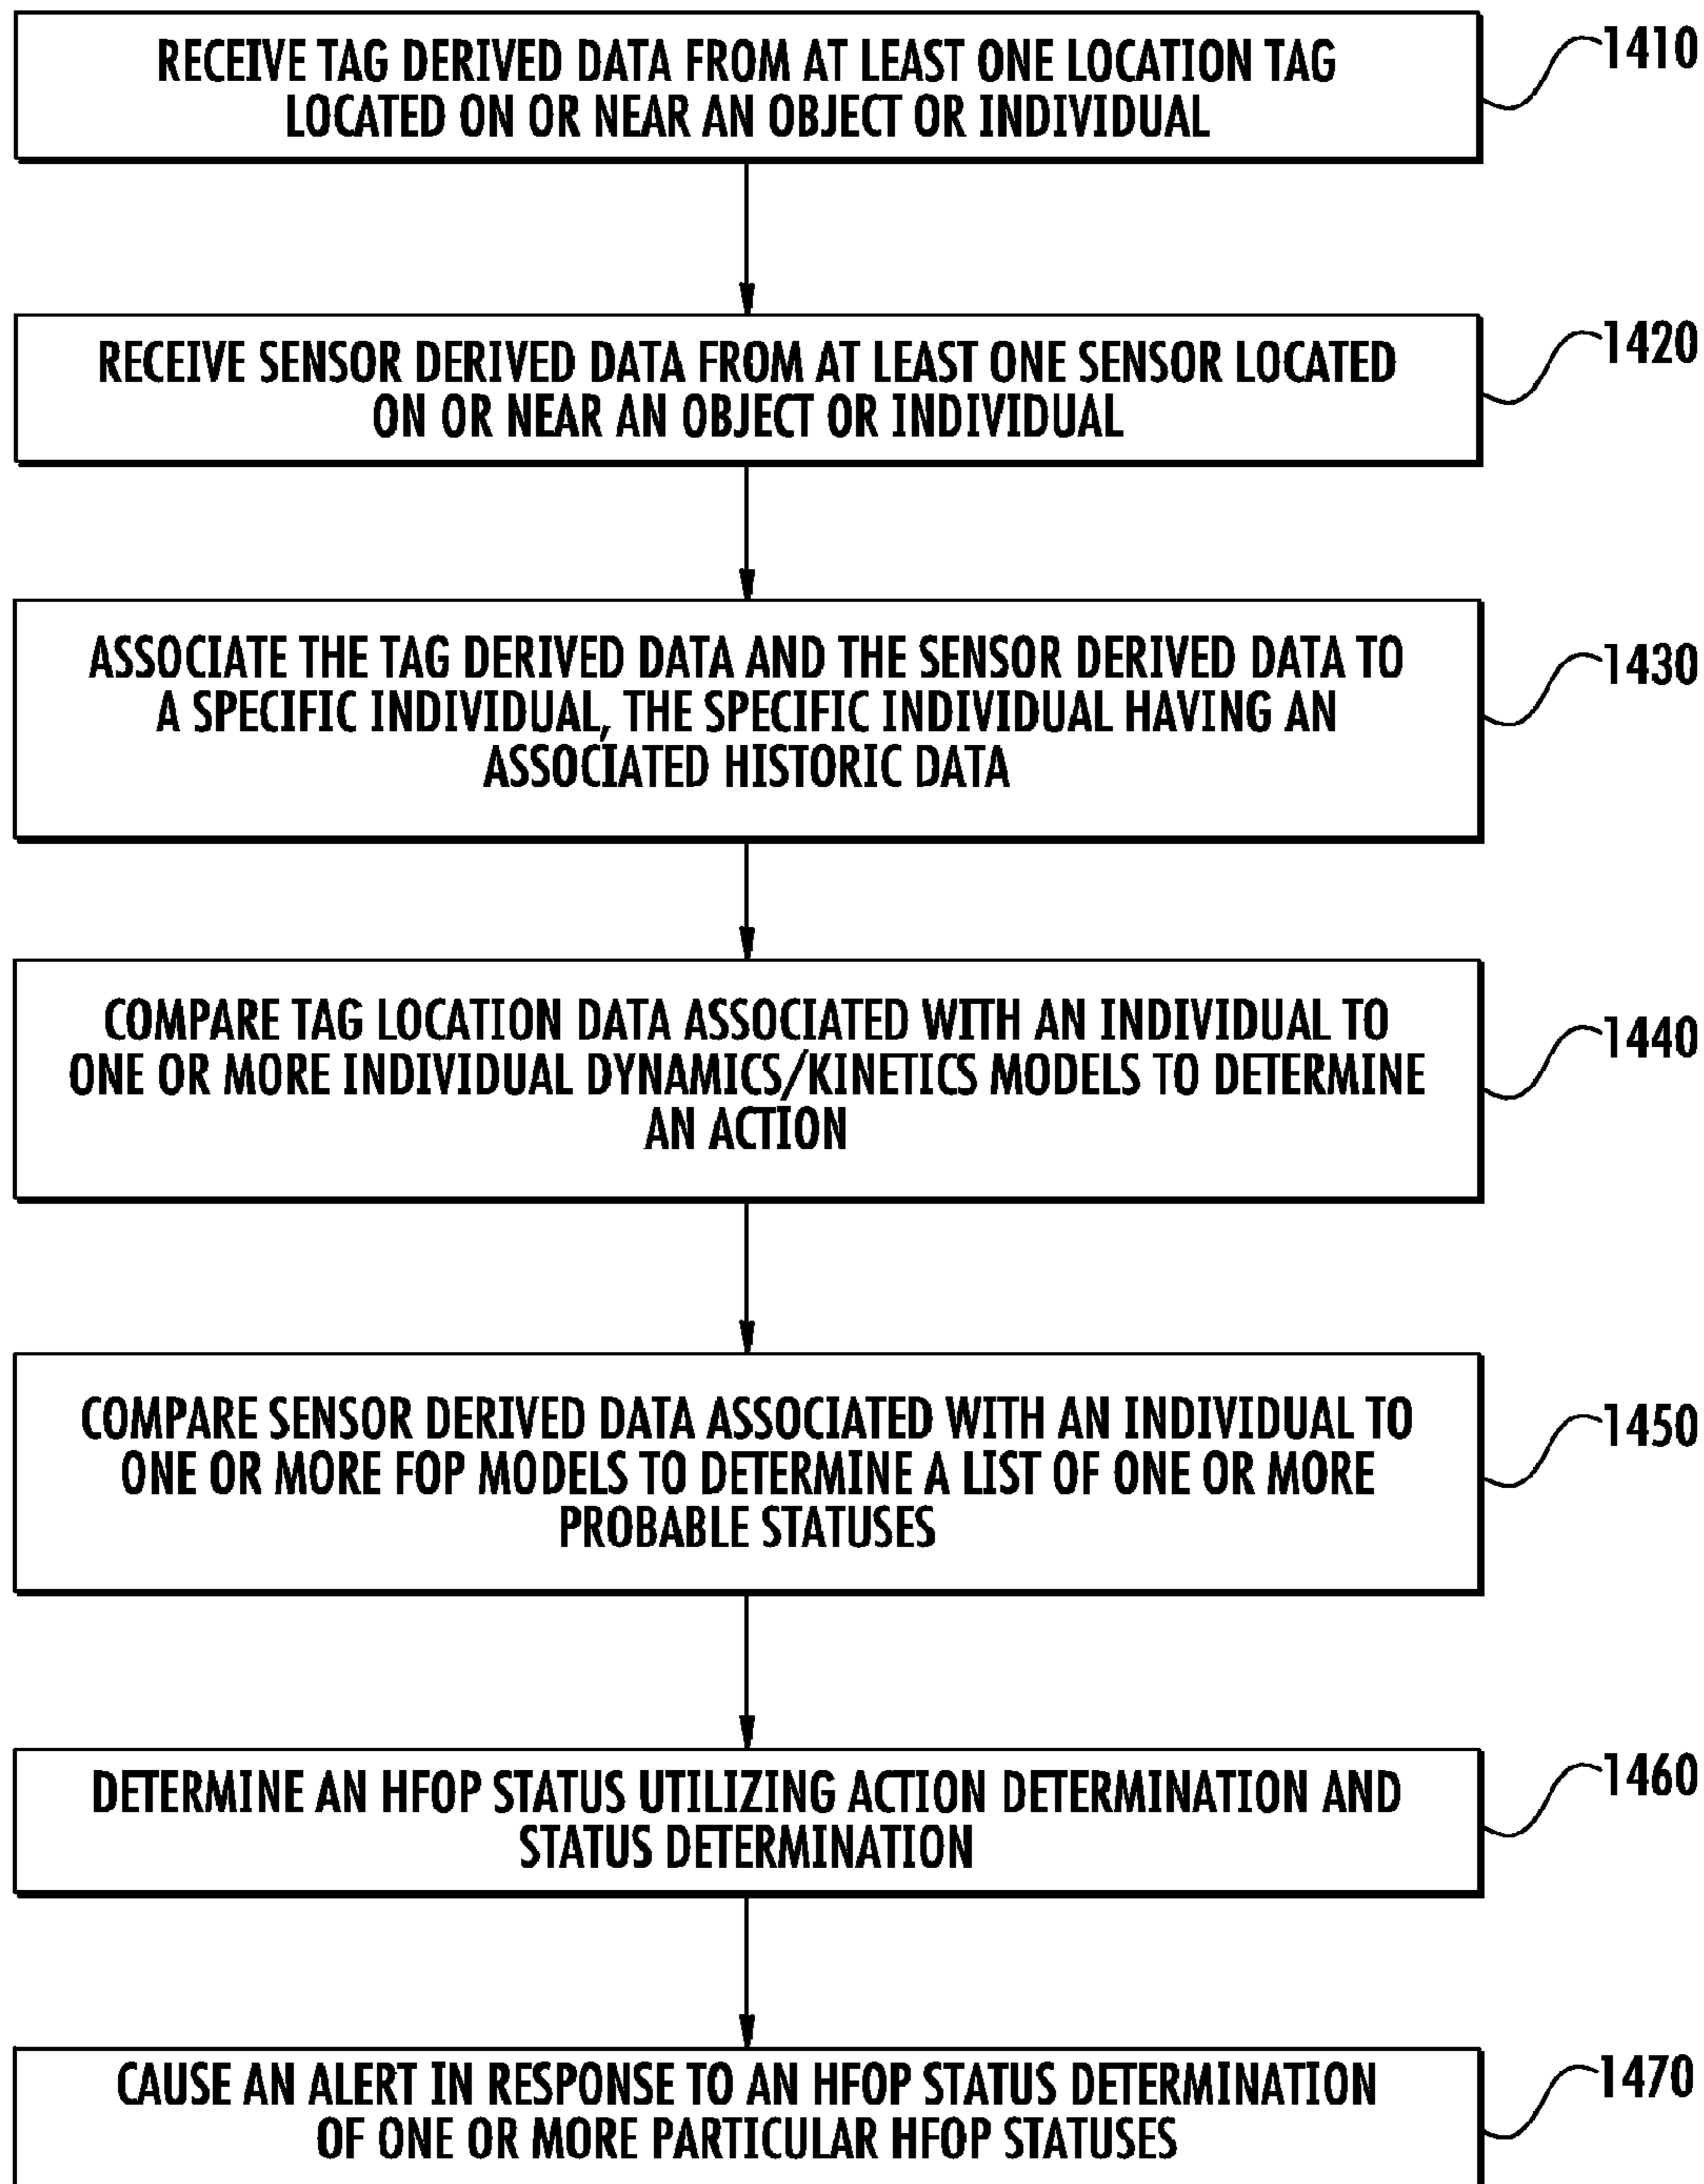 RECEIVE TAG DERIVED DATA FROM AT LEAST ONE LOCATION TAG
LOCATED ON OR NEAR AN OBJECT OR INDIVIDUAL
1410
RECEIVE SENSOR DERIVED DATA FROM AT LEAST ONE SENSOR LOCATED
ON OR NEAR AN OBJECT OR INDIVIDUAL
1420
ASSOCIATE THE TAG DERIVED DATA AND THE SENSOR DERIVED DATA TO
A SPECIFIC INDIVIDUAL, THE SPECIFIC INDIVIDUAL HAVING AN
ASSOCIATED HISTORIC DATA
1430
COMPARE TAG LOCATION DATA ASSOCIATED WITH AN INDIVIDUAL TO
ONE OR MORE INDIVIDUAL DYNAMICS/KINETICS MODELS TO DETERMINE
AN ACTION
1440
COMPARE SENSOR DERIVED DATA ASSOCIATED WITH AN INDIVIDUAL TO
ONE OR MORE FOP MODELS TO DETERMINE A LIST OF ONE OR MORE
PROBABLE STATUSES
1450
DETERMINE AN HFOP STATUS UTILIZING ACTION DETERMINATION AND
STATUS DETERMINATION
1460
CAUSE AN ALERT IN RESPONSE TO AN HFOP STATUS DETERMINATION
OF ONE OR MORE PARTICULAR HFOP STATUSES
1470